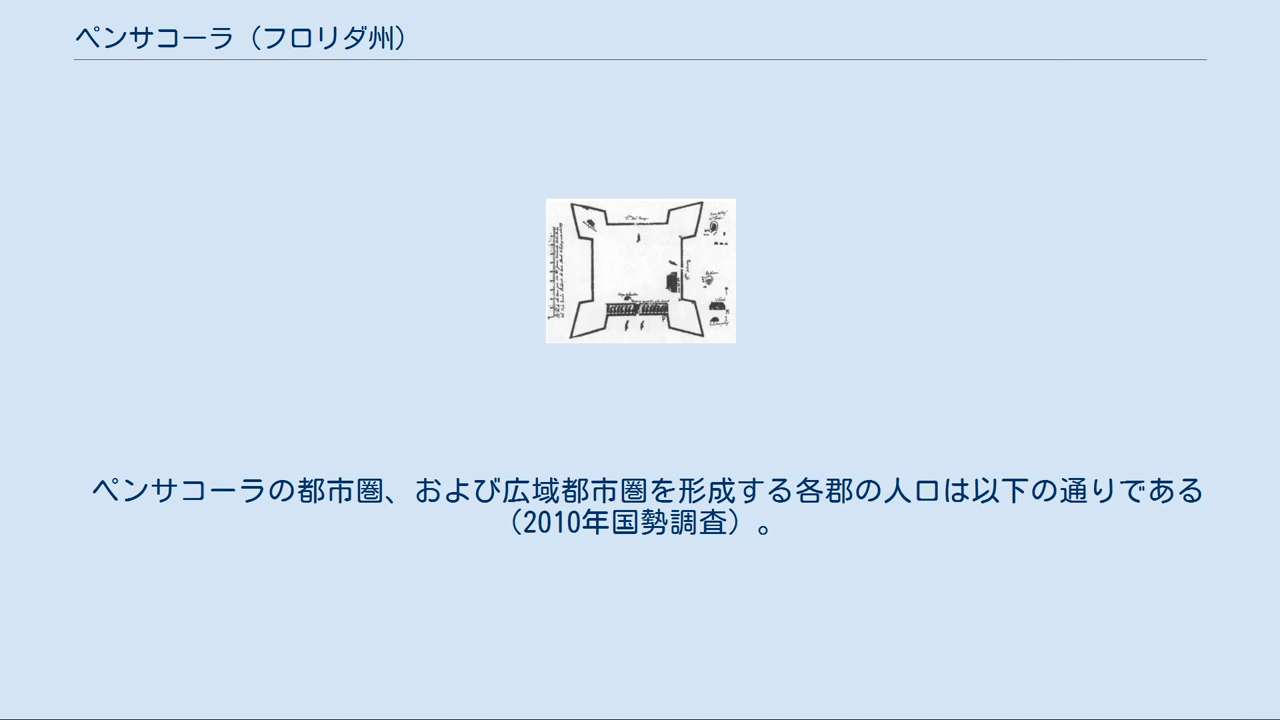 ペンサコーラ（フロリダ州）
ペンサコーラの都市圏、および広域都市圏を形成する各郡の人口は以下の通りである
（2010年国勢調査）。